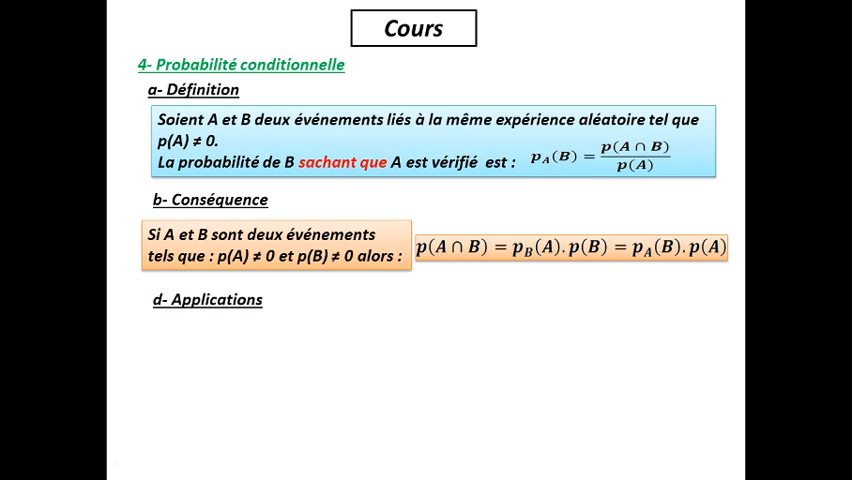 Cours
4- Probabilité conditionnelle
a- Définition
Soient A et B deux événements liés à la même expérience aléatoire tel que
p(A) ≠ 0.
La probabilité de B sachant que A est vérifié est : p_A(B) = p(A ∩ B) / p(A)
b- Conséquence
Si A et B sont deux événements
tels que : p(A) ≠ 0 et p(B) ≠ 0 alors :
p(A ∩ B) = p_B(A). p(B) = p_A(B). p(A)
d- Applications